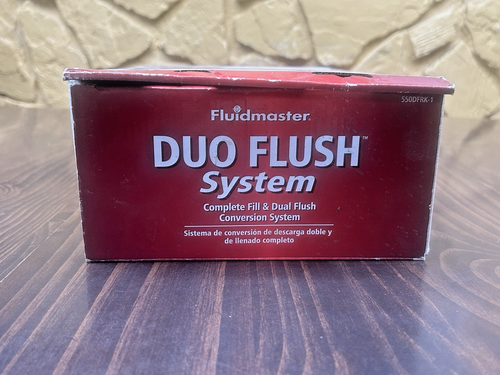 550DFRK-1
Fluidmaster®
DUO FLUSH™
System
Complete Fill & Dual Flush
Conversion System
Sistema de conversión de descarga doble y
de llenado completo